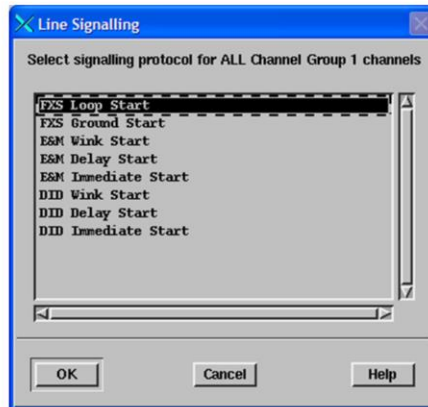 Line Signalling
Select signalling protocol for ALL Channel Group 1 channels
FXS Loop Start
FXS Ground Start
E&M Wink Start
E&M Delay Start
E&M Immediate Start
DID Wink Start
DID Delay Start
DID Immediate Start
OK
Cancel
Help